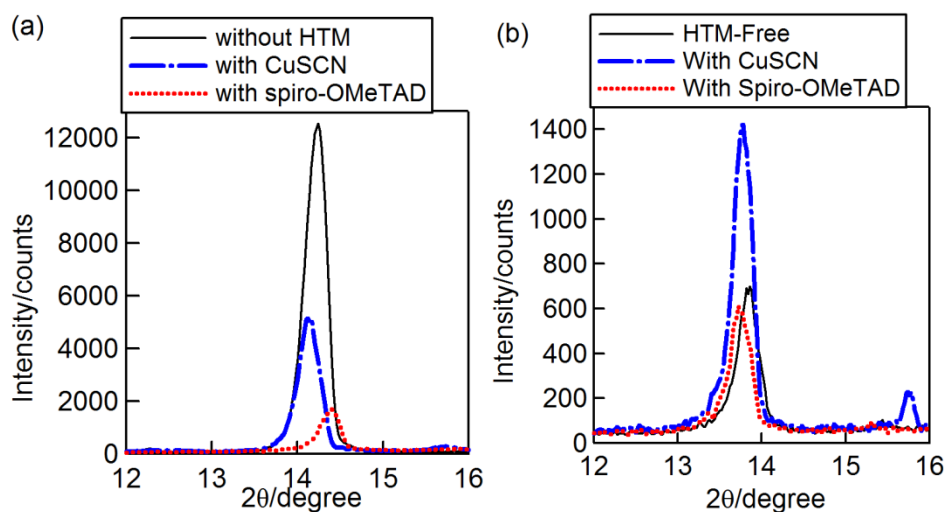 (a)
without HTM
with CuSCN
with spiro-OMeTAD
12000
10000
8000
6000
4000
2000
0
Intensity/counts
12 13 14 15 16
2θ/degree
(b)
HTM-Free
With CuSCN
With Spiro-OMeTAD
1400
1200
1000
800
600
400
200
0
Intensity/counts
12 13 14 15 16
2θ/degree